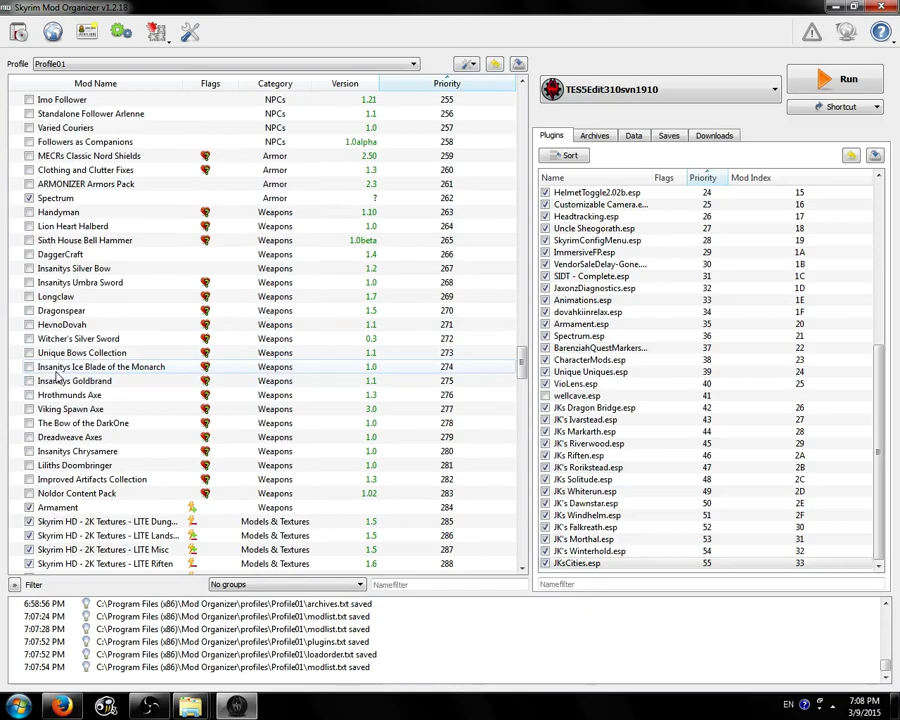 Skyrim Mod Organizer v1.2.18
Profile Profile01
Mod Name Flags Category Version Priority
Imo Follower NPCs 1.21 255
Standalone Follower Arlenne NPCs 1.1 256
Varied Couriers NPCs 1.0 257
Followers as Companions NPCs 1.0alpha 258
MECRs Classic Nord Shields Armor 2.50 259
Clothing and Clutter Fixes Armor 1.3 260
ARMONIZER Armors Pack Armor 2.3 261
Spectrum Armor ? 262
Handyman Weapons 1.10 263
Lion Heart Halberd Weapons 1.0 264
Sixth House Bell Hammer Weapons 1.0beta 265
DaggerCraft Weapons 1.4 266
Insanitys Silver Bow Weapons 1.2 267
Insanitys Umbra Sword Weapons 1.0 268
Longclaw Weapons 1.7 269
Dragonspear Weapons 1.5 270
HevnoDovah Weapons 1.1 271
Witcher's Silver Sword Weapons 0.3 272
Unique Bows Collection Weapons 1.1 273
Insanitys Ice Blade of the Monarch Weapons 1.0 274
Insanitys Goldbrand Weapons 1.1 275
Hrothmunds Axe Weapons 1.3 276
Viking Spawn Axe Weapons 3.0 277
The Bow of the DarkOne Weapons 1.0 278
Dreadweave Axes Weapons 1.0 279
Insanitys Chrysamere Weapons 1.0 280
Liliths Doombringer Weapons 1.0 281
Improved Artifacts Collection Weapons 1.3 282
Noldor Content Pack Weapons 1.02 283
Armament Weapons 284
Skyrim HD - 2K Textures - LITE Dung... Models & Textures 1.5 285
Skyrim HD - 2K Textures - LITE Lands... Models & Textures 1.5 286
Skyrim HD - 2K Textures - LITE Misc Models & Textures 1.5 287
Skyrim HD - 2K Textures - LITE Riften Models & Textures 1.6 288
» Filter No groups Namefilter
TES5Edit310svn1910
Run
Shortcut
Plugins Archives Data Saves Downloads
Sort
Name Flags Priority Mod Index
HelmetToggle2.02b.esp 24 15
Customizable Camera.e... 25 16
Headtracking.esp 26 17
Uncle Sheogorath.esp 27 18
SkyrimConfigMenu.esp 28 19
ImmersiveFP.esp 29 1A
VendorSaleDelay-Gone.... 30 1B
SIDT - Complete.esp 31 1C
JaxonzDiagnostics.esp 32 1D
Animations.esp 33 1E
dovahkiinrelax.esp 34 1F
Armament.esp 35 20
Spectrum.esp 36 21
BarenziahQuestMarkers... 37 22
CharacterMods.esp 38 23
Unique Uniques.esp 39 24
VioLens.esp 40 25
wellcave.esp 41
JKs Dragon Bridge.esp 42 26
JK's Ivarstead.esp 43 27
JKs Markarth.esp 44 28
JK's Riverwood.esp 45 29
JKs Riften.esp 46 2A
JK's Rorikstead.esp 47 2B
JKs Solitude.esp 48 2C
JKs Whiterun.esp 49 2D
JK's Dawnstar.esp 50 2E
JKs Windhelm.esp 51 2F
JK's Falkreath.esp 52 30
JK's Morthal.esp 53 31
JK's Winterhold.esp 54 32
JKsCities.esp 55 33
Namefilter
6:58:56 PM C:\Program Files (x86)\Mod Organizer\profiles\Profile01\archives.txt saved
7:07:24 PM C:\Program Files (x86)\Mod Organizer\profiles\Profile01\modlist.txt saved
7:07:28 PM C:\Program Files (x86)\Mod Organizer\profiles\Profile01\modlist.txt saved
7:07:52 PM C:\Program Files (x86)\Mod Organizer\profiles\Profile01\plugins.txt saved
7:07:52 PM C:\Program Files (x86)\Mod Organizer\profiles\Profile01\loadorder.txt saved
7:07:54 PM C:\Program Files (x86)\Mod Organizer\profiles\Profile01\modlist.txt saved
EN 7:08 PM
3/9/2015